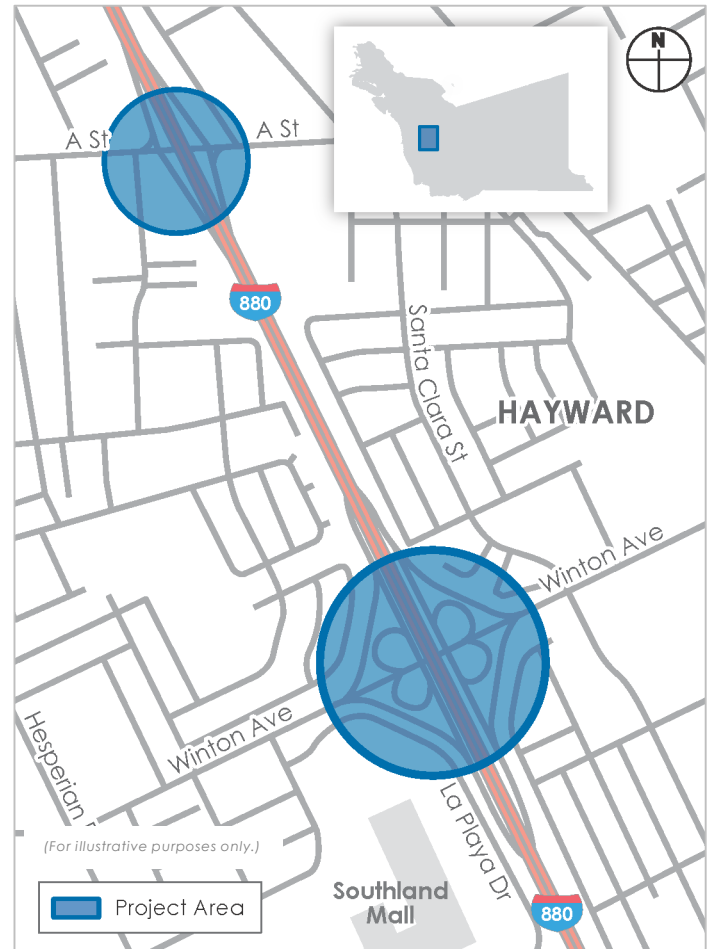 N
A St
A St
880
Santa Clara St
HAYWARD
Winton Ave
Winton Ave
Hesperian
La Playa Dr
(For illustrative purposes only.)
Project Area
Southland
Mall
880